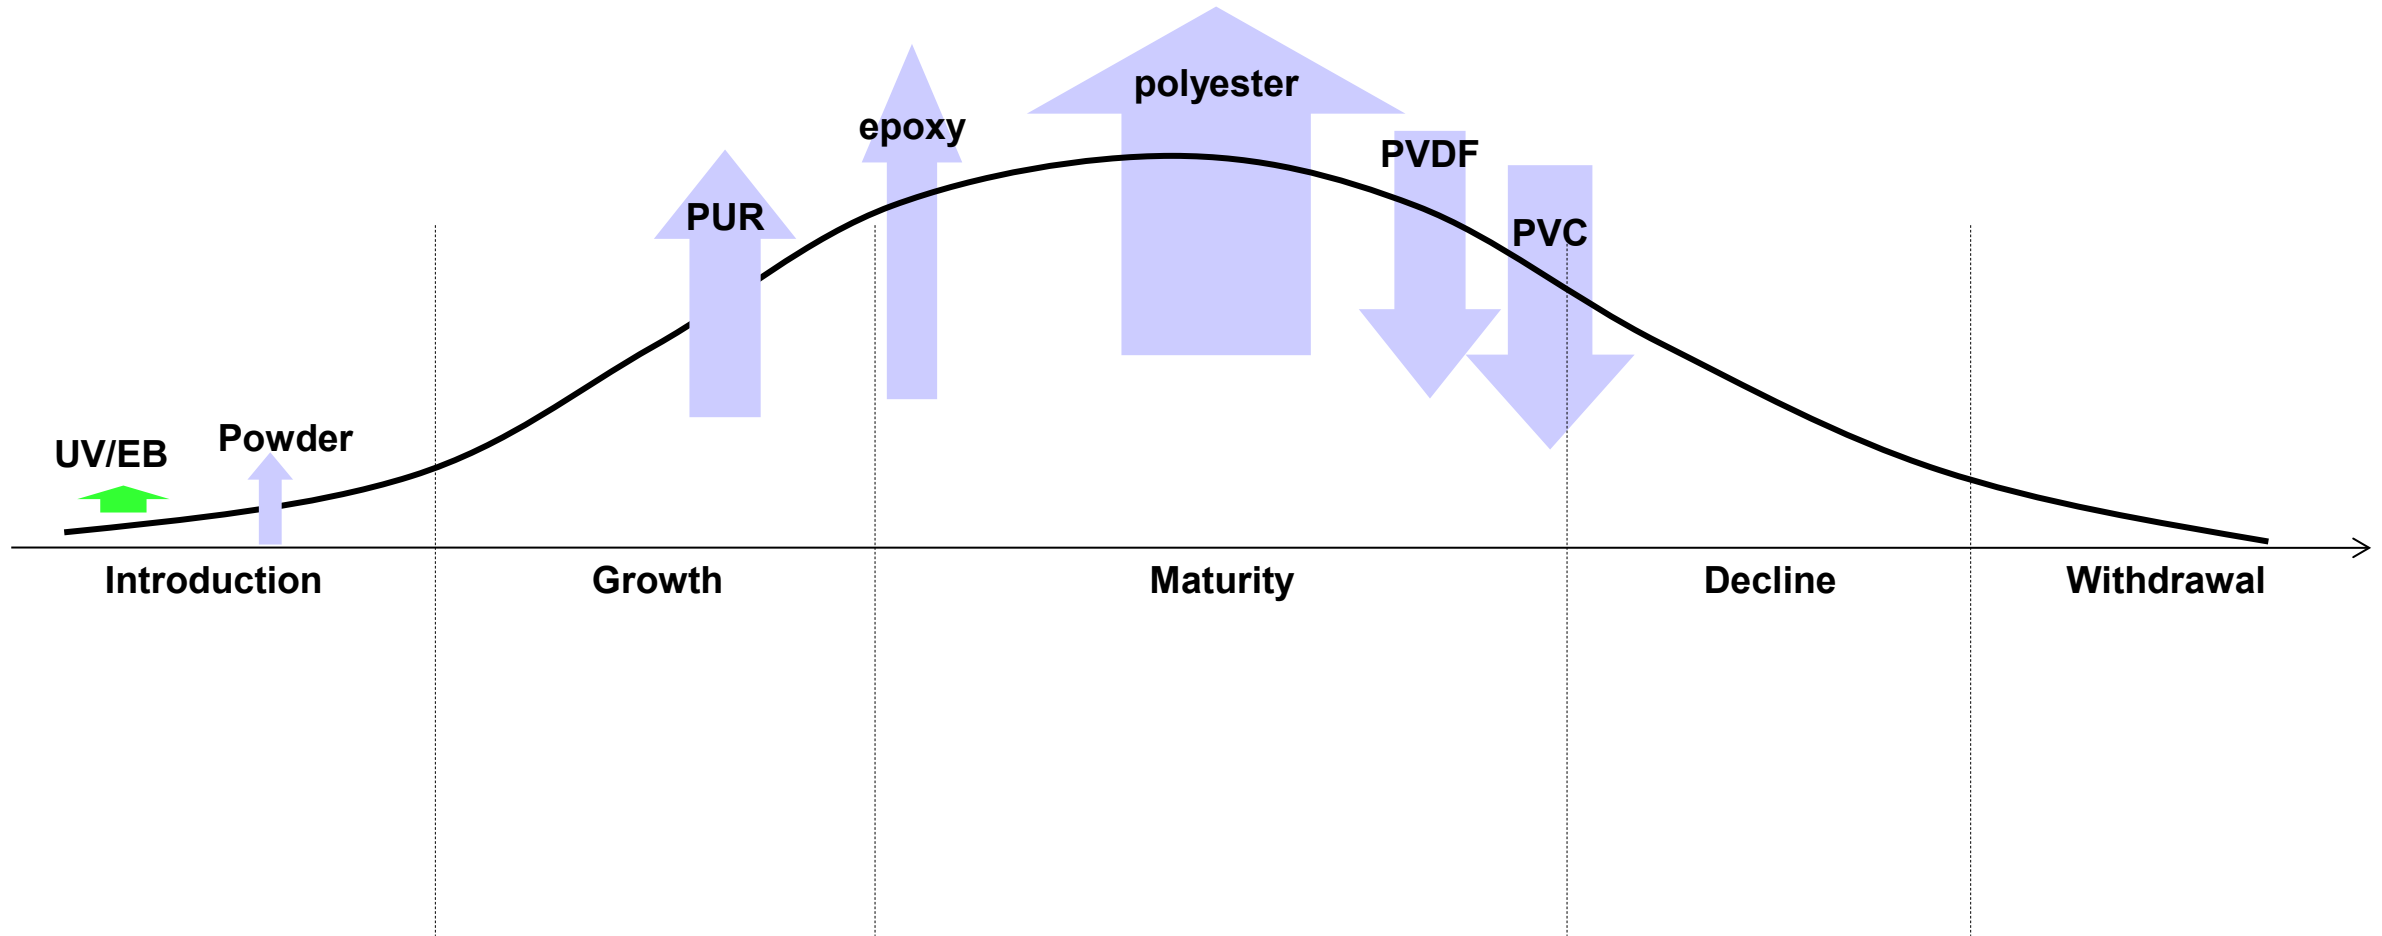 polyester
epoxy
PVDF
PUR
PVC
Powder
UV/EB
Introduction
Growth
Maturity
Decline
Withdrawal